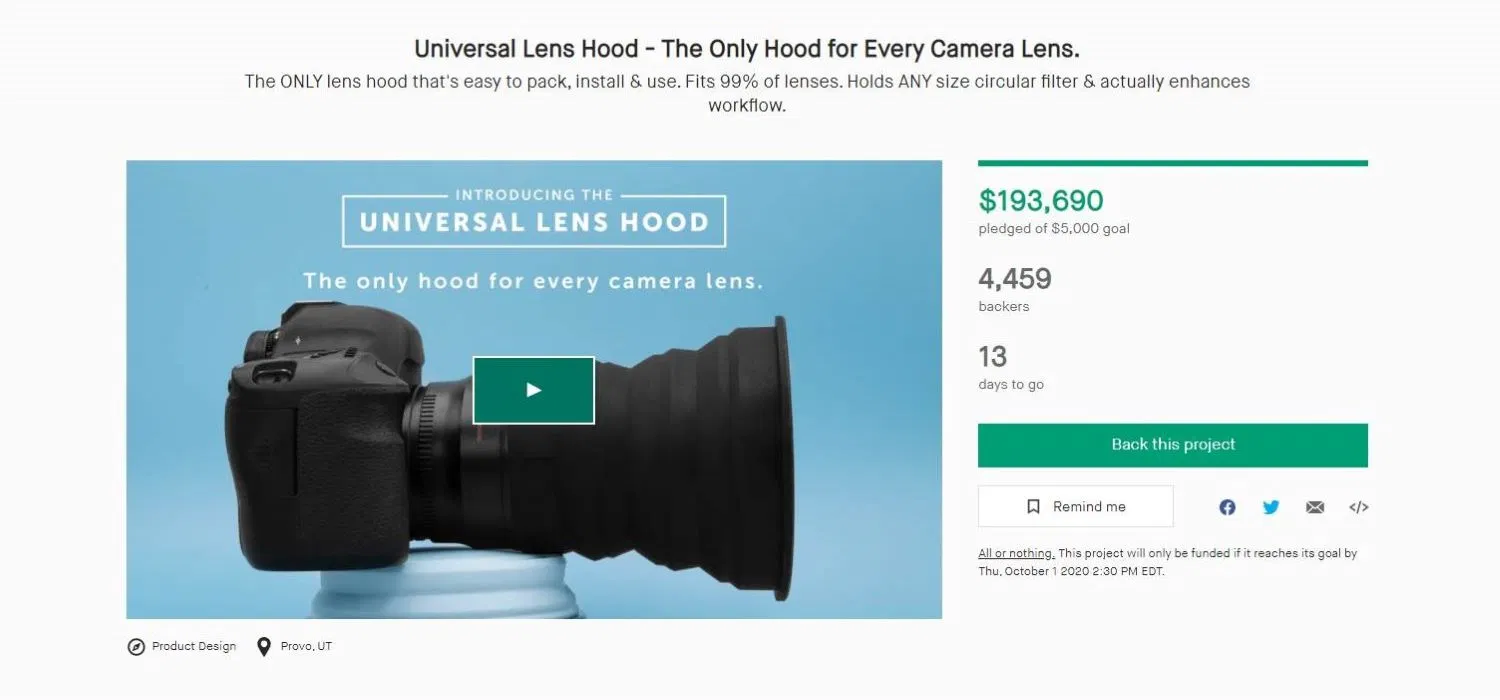 Universal Lens Hood - The Only Hood for Every Camera Lens.
The ONLY lens hood that's easy to pack, install & use. Fits 99% of lenses. Holds ANY size circular filter & actually enhances
workflow.
INTRODUCING THE
UNIVERSAL LENS HOOD
The only hood for every camera lens.
$193,690
pledged of $5,000 goal
4,459
backers
13
days to go
Back this project
Remind me
</>
All or nothing. This project will only be funded if it reaches its goal by
Thu, October 1 2020 2:30 PM EDT.
Product Design
Provo, UT